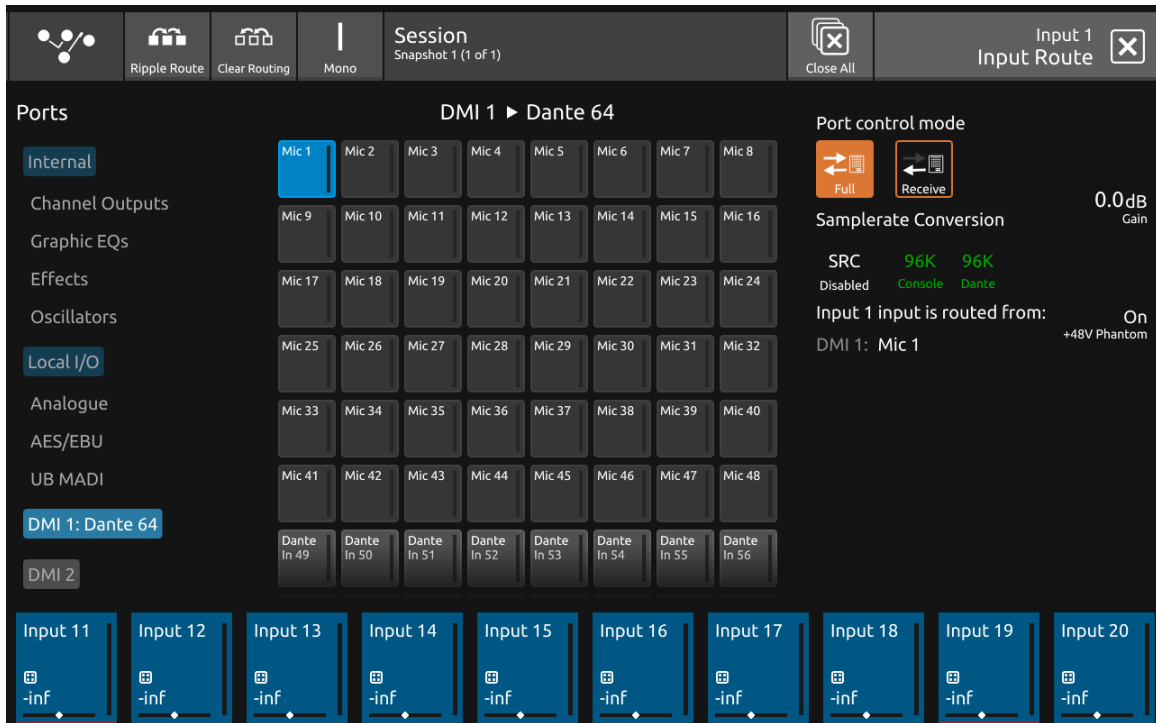 Ripple Route
Clear Routing
Mono
Session
Snapshot 1 (1 of 1)
Close All
Input 1
Input Route
Ports
Internal
Channel Outputs
Graphic EQs
Effects
Oscillators
Local I/O
Analogue
AES/EBU
UB MADI
DMI 1: Dante 64
DMI 2
DMI 1 ▶ Dante 64
Mic 1 Mic 2 Mic 3 Mic 4 Mic 5 Mic 6 Mic 7 Mic 8
Mic 9 Mic 10 Mic 11 Mic 12 Mic 13 Mic 14 Mic 15 Mic 16
Mic 17 Mic 18 Mic 19 Mic 20 Mic 21 Mic 22 Mic 23 Mic 24
Mic 25 Mic 26 Mic 27 Mic 28 Mic 29 Mic 30 Mic 31 Mic 32
Mic 33 Mic 34 Mic 35 Mic 36 Mic 37 Mic 38 Mic 39 Mic 40
Mic 41 Mic 42 Mic 43 Mic 44 Mic 45 Mic 46 Mic 47 Mic 48
Dante Dante Dante Dante Dante Dante Dante Dante
In 49 In 50 In 51 In 52 In 53 In 54 In 55 In 56
Port control mode
Full Receive
0.0dB
Gain
Samplerate Conversion
SRC 96K 96K
Disabled Console Dante
Input 1 input is routed from:
DMI 1: Mic 1
On
+48V Phantom
Input 11 Input 12 Input 13 Input 14 Input 15 Input 16 Input 17 Input 18 Input 19 Input 20
-inf -inf -inf -inf -inf -inf -inf -inf -inf -inf